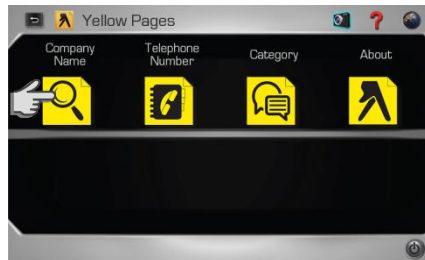 Yellow Pages
Company
Name
Telephone
Number
Category
About